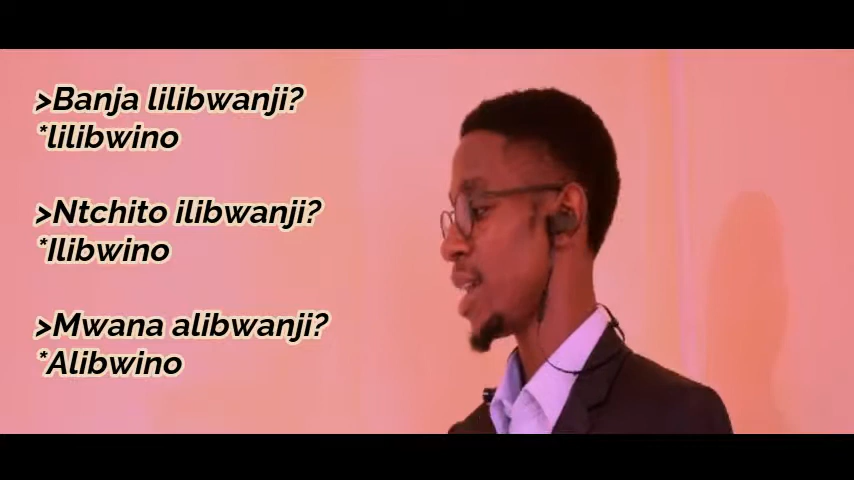 >Banja lilibwanji?
*lilibwino
>Ntchito ilibwanji?
*Ilibwino
>Mwana alibwanji?
*Alibwino